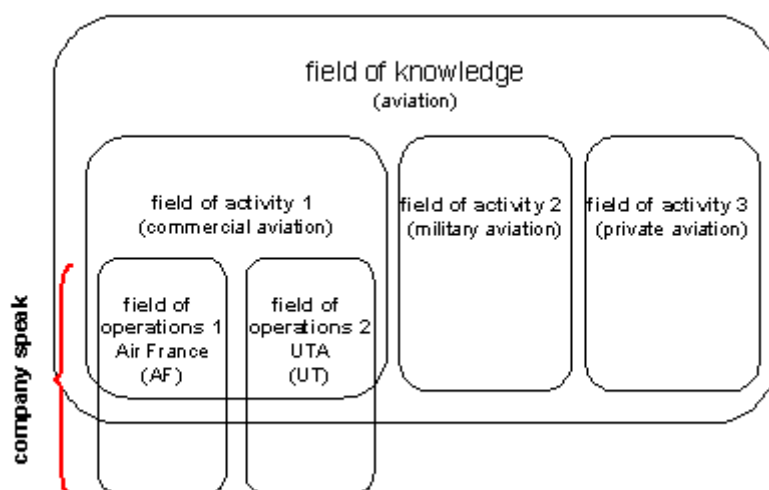 field of knowledge
(aviation)
field of activity 1
(commercial aviation)
field of activity 2
(military aviation)
field of activity 3
(private aviation)
company speak
field of
operations 1
Air France
(AF)
field of
operations 2
UTA
(UT)